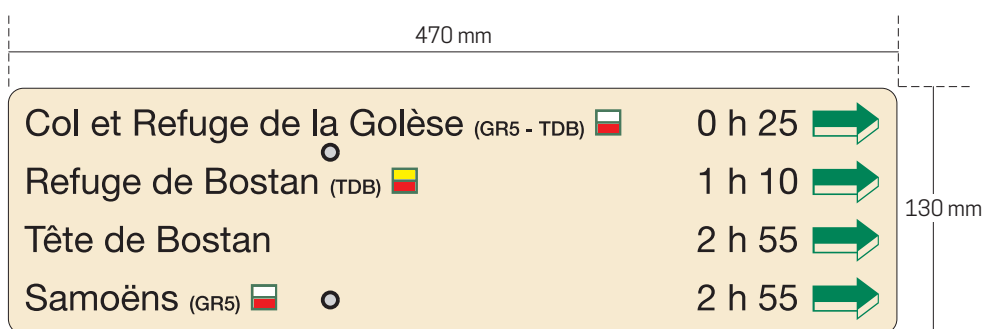 470 mm
Col et Refuge de la Golèse (GR5 - TDB) 0 h 25
Refuge de Bostan (TDB) 1 h 10
130 mm
Tête de Bostan 2 h 55
Samoëns (GR5) 2 h 55